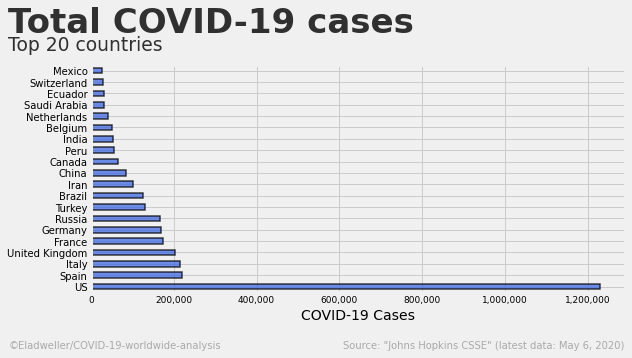 Total COVID-19 cases
Top 20 countries
Mexico
Switzerland
Ecuador
Saudi Arabia
Netherlands
Belgium
India
Peru
Canada
China
Iran
Brazil
Turkey
Russia
Germany
France
United Kingdom
Italy
Spain
US
0 200,000 400,000 600,000 800,000 1,000,000 1,200,000
COVID-19 Cases
©Eladweller/COVID-19-worldwide-analysis Source: "Johns Hopkins CSSE" (latest data: May 6, 2020)